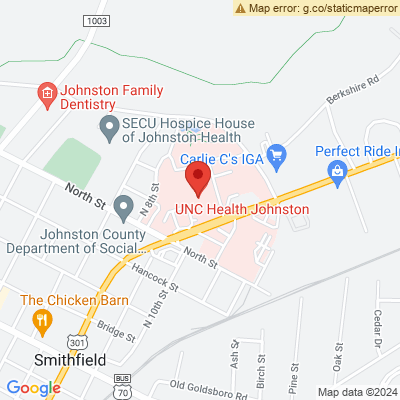 Map error: g.co/staticmaperror
1003
Berkshire Rd
Johnston Family
Dentistry
SECU Hospice House
of Johnston Health
Carlie C's IGA
Perfect Ride In
North St
N 8th St
UNC Health Johnston
Johnston County
Department of Social...
North St
Hancock St
N 10th St
The Chicken Barn
Bridge St
301
Smithfield
Ash St
Birch St
Pine St
Oak St
Cedar Dr
BUS
70
Old Goldsboro Rd
Google
Map data ©2024